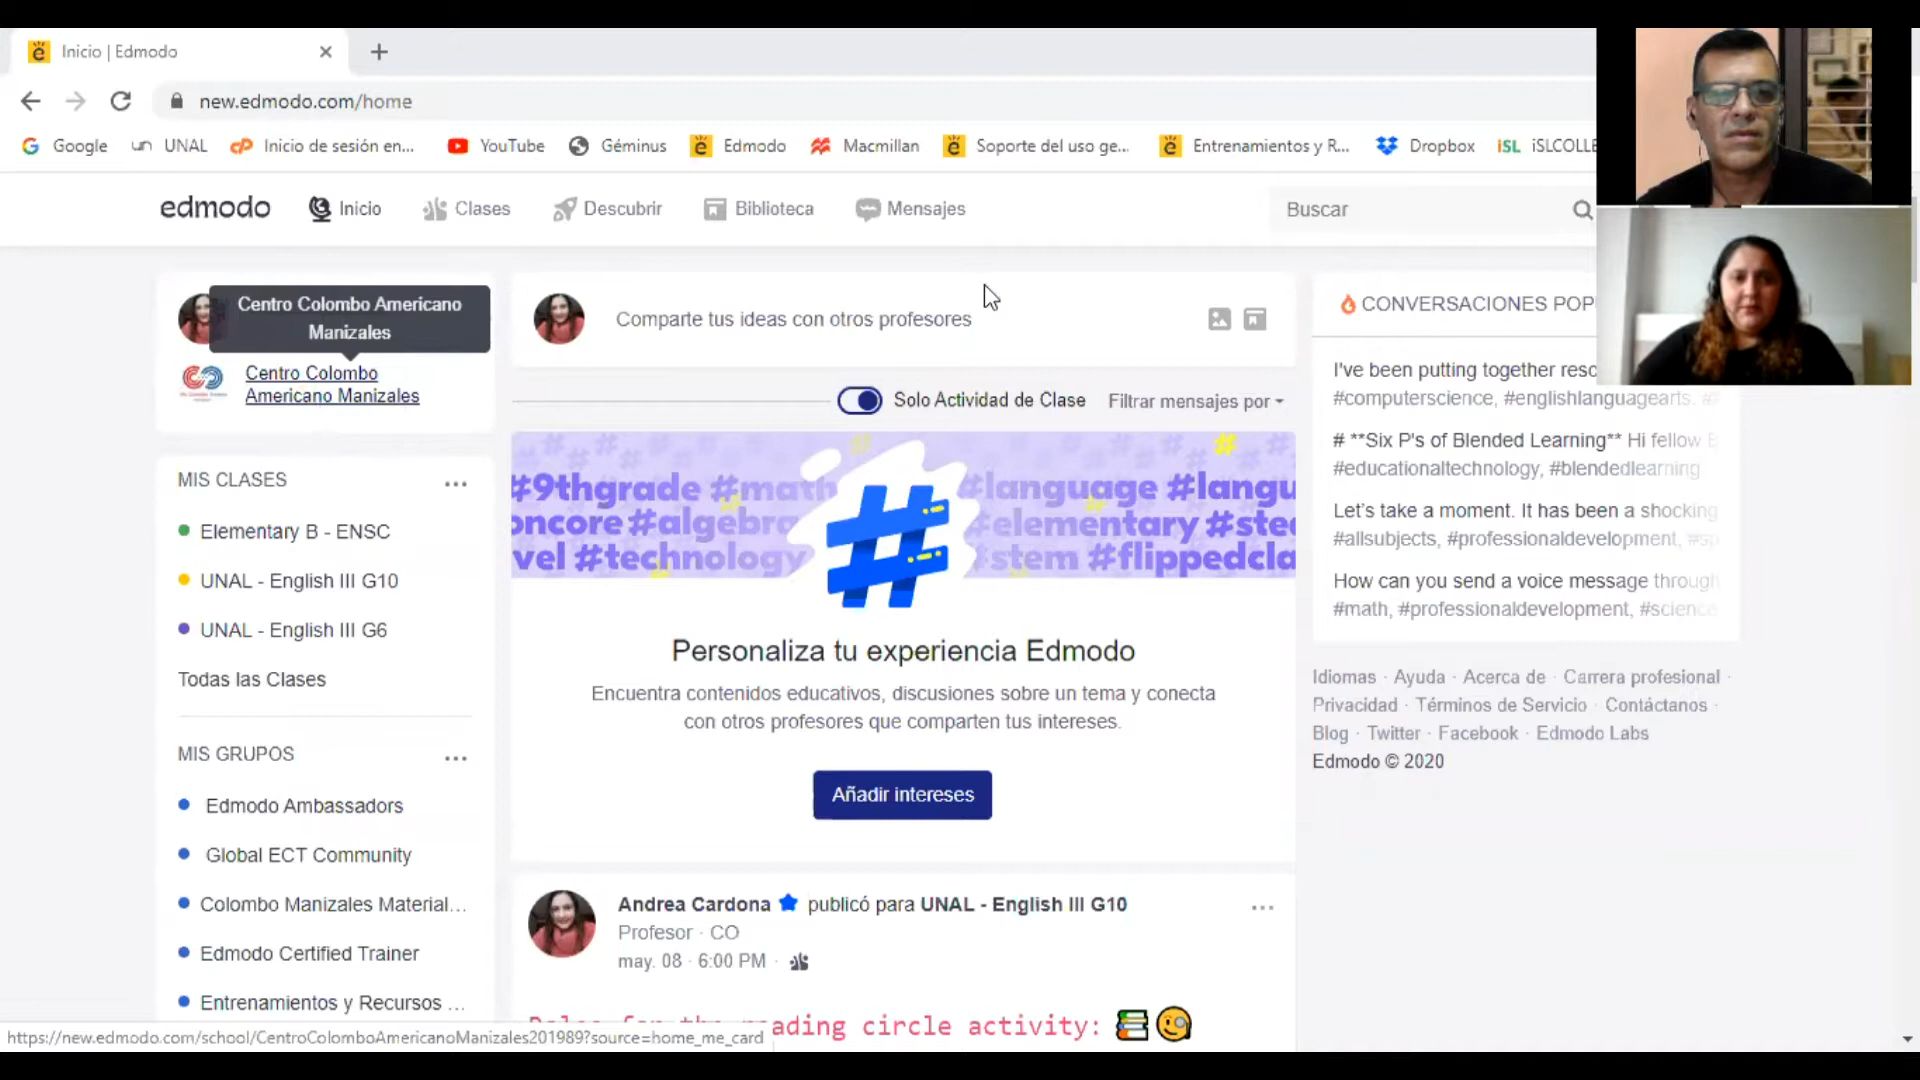 Inicio | Edmodo
new.edmodo.com/home
Google UNAL Inicio de sesión en... YouTube Géminus Edmodo Macmillan Soporte del uso ge... Entrenamientos y R... Dropbox iSL iSLCOLLE
edmodo Inicio Clases Descubrir Biblioteca Mensajes Buscar
Centro Colombo Americano
Manizales
Centro Colombo
Americano Manizales
MIS CLASES
Elementary B - ENSC
UNAL - English III G10
UNAL - English III G6
Todas las Clases
MIS GRUPOS
Edmodo Ambassadors
Global ECT Community
Colombo Manizales Material...
Edmodo Certified Trainer
Entrenamientos y Recursos ...
https://new.edmodo.com/school/CentroColomboAmericanoManizales201989?source=home_me_card
Comparte tus ideas con otros profesores
Solo Actividad de Clase Filtrar mensajes por
#9thgrade #math #language #langu
oncore #algebra #elementary #ste
vel #technology #stem #flippedcla
Personaliza tu experiencia Edmodo
Encuentra contenidos educativos, discusiones sobre un tema y conecta
con otros profesores que comparten tus intereses.
Añadir intereses
Andrea Cardona publicó para UNAL - English III G10
Profesor · CO
may. 08 · 6:00 PM ·
for the reading circle activity:
CONVERSACIONES POP
I've been putting together reso
#computerscience, #englishlanguagearts,
# **Six P's of Blended Learning** Hi fellow E
#educationaltechnology, #blendedlearning
Let's take a moment. It has been a shocking
#allsubjects, #professionaldevelopment, #sp
How can you send a voice message through
#math, #professionaldevelopment, #science
Idiomas · Ayuda · Acerca de · Carrera profesional ·
Privacidad · Términos de Servicio · Contáctanos ·
Blog · Twitter · Facebook · Edmodo Labs
Edmodo © 2020